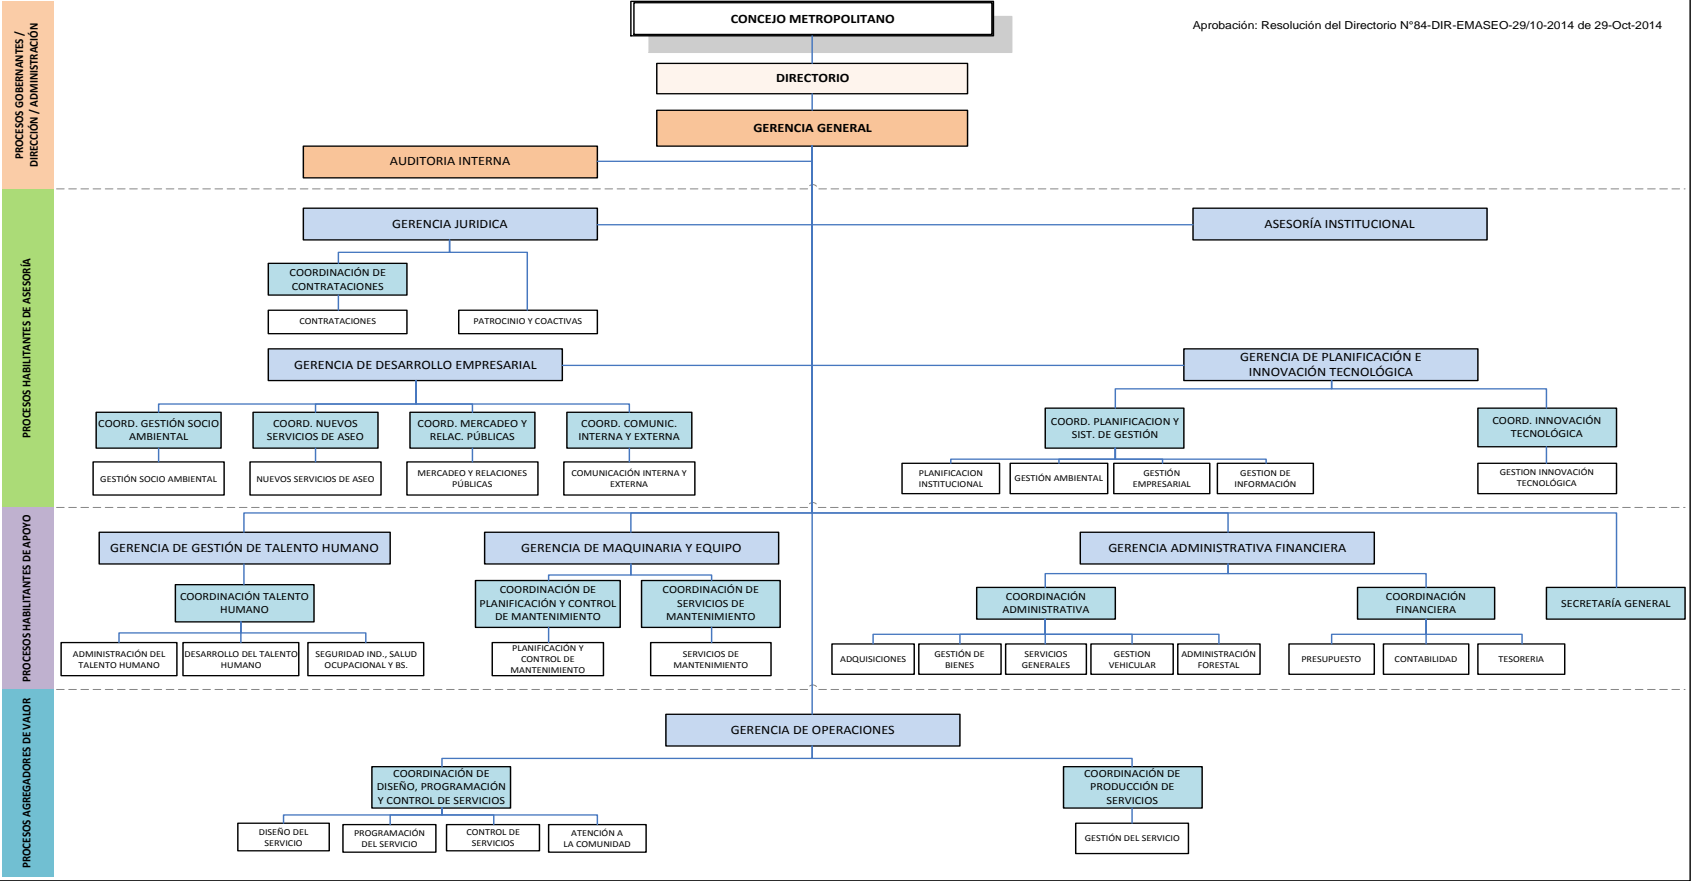 PROCESOS GOBERNANTES /
DIRECCIÓN / ADMINISTRACIÓN
CONCEJO METROPOLITANO
Aprobación: Resolución del Directorio N°84-DIR-EMASEO-29/10-2014 de 29-Oct-2014
DIRECTORIO
GERENCIA GENERAL
AUDITORIA INTERNA
PROCESOS HABILITANTES DE ASESORÍA
GERENCIA JURIDICA
ASESORÍA INSTITUCIONAL
COORDINACIÓN DE
CONTRATACIONES
CONTRATACIONES
PATROCINIO Y COACTIVAS
GERENCIA DE DESARROLLO EMPRESARIAL
GERENCIA DE PLANIFICACIÓN E
INNOVACIÓN TECNOLÓGICA
COORD. GESTIÓN SOCIO
AMBIENTAL
COORD. NUEVOS
SERVICIOS DE ASEO
COORD. MERCADEO Y
RELAC. PÚBLICAS
COORD. COMUNIC.
INTERNA Y EXTERNA
COORD. PLANIFICACION Y
SIST. DE GESTIÓN
COORD. INNOVACIÓN
TECNOLÓGICA
GESTIÓN SOCIO AMBIENTAL
NUEVOS SERVICIOS DE ASEO
MERCADEO Y RELACIONES
PÚBLICAS
COMUNICACIÓN INTERNA Y
EXTERNA
PLANIFICACION
INSTITUCIONAL
GESTIÓN AMBIENTAL
GESTIÓN
EMPRESARIAL
GESTION DE
INFORMACIÓN
GESTION INNOVACIÓN
TECNOLÓGICA
PROCESOS HABILITANTES DE APOYO
GERENCIA DE GESTIÓN DE TALENTO HUMANO
GERENCIA DE MAQUINARIA Y EQUIPO
GERENCIA ADMINISTRATIVA FINANCIERA
COORDINACIÓN TALENTO
HUMANO
COORDINACIÓN DE
PLANIFICACIÓN Y CONTROL
DE MANTENIMIENTO
COORDINACIÓN DE
SERVICIOS DE
MANTENIMIENTO
COORDINACIÓN
ADMINISTRATIVA
COORDINACIÓN
FINANCIERA
SECRETARÍA GENERAL
ADMINISTRACIÓN DEL
TALENTO HUMANO
DESARROLLO DEL TALENTO
HUMANO
SEGURIDAD IND., SALUD
OCUPACIONAL Y BS.
PLANIFICACIÓN Y
CONTROL DE
MANTENIMIENTO
SERVICIOS DE
MANTENIMIENTO
ADQUISICIONES
GESTIÓN DE
BIENES
SERVICIOS
GENERALES
GESTION
VEHICULAR
ADMINISTRACIÓN
FORESTAL
PRESUPUESTO
CONTABILIDAD
TESORERIA
PROCESOS AGREGADORES DE VALOR
GERENCIA DE OPERACIONES
COORDINACIÓN DE
DISEÑO, PROGRAMACIÓN
Y CONTROL DE SERVICIOS
COORDINACIÓN DE
PRODUCCIÓN DE
SERVICIOS
DISEÑO DEL
SERVICIO
PROGRAMACIÓN
DEL SERVICIO
CONTROL DE
SERVICIOS
ATENCIÓN A
LA COMUNIDAD
GESTIÓN DEL SERVICIO